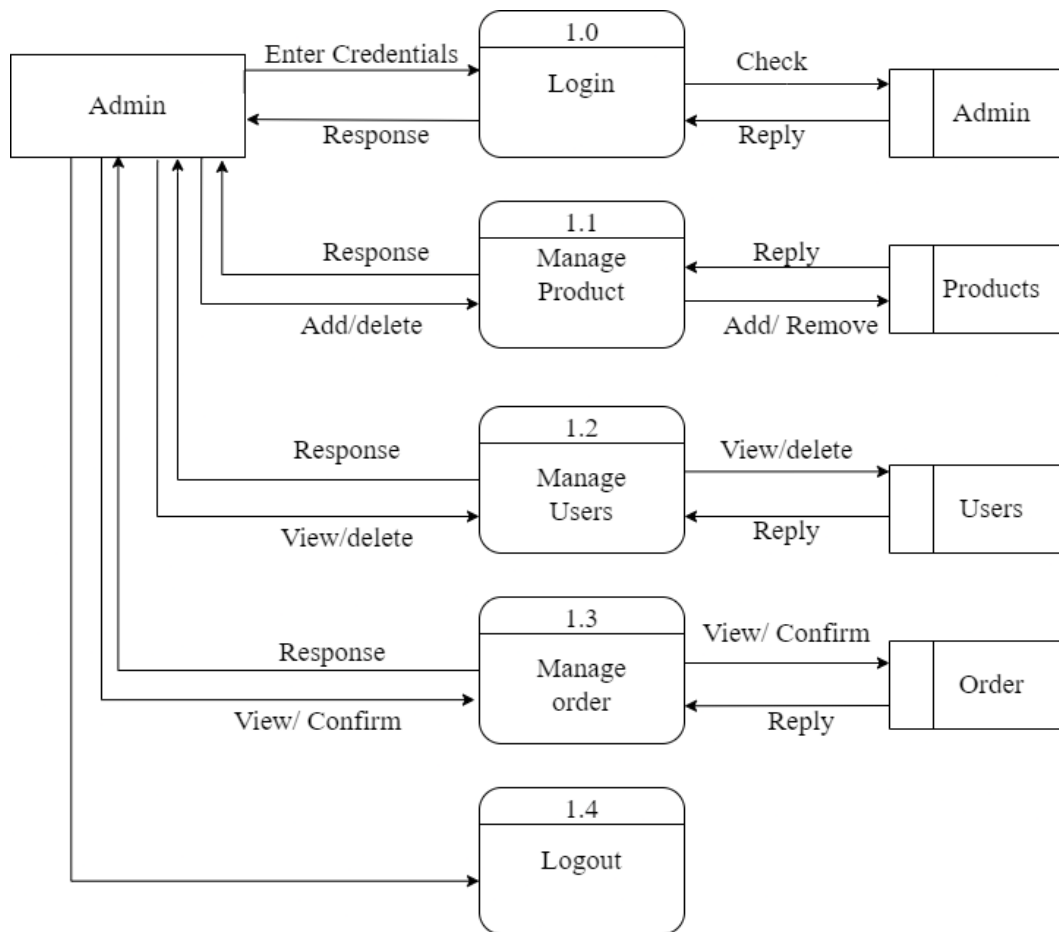 1.0
Enter Credentials
Login
Check
Admin
Response
Reply
Admin
1.1
Response
Manage
Product
Reply
Products
Add/delete
Add/ Remove
1.2
Response
Manage
Users
View/delete
Users
View/delete
Reply
1.3
Response
Manage
order
View/ Confirm
Order
View/ Confirm
Reply
1.4
Logout